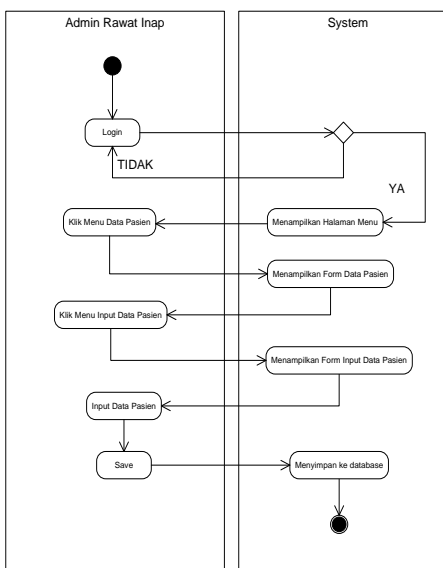 Admin Rawat Inap
System
Login
TIDAK
YA
Klik Menu Data Pasien
Menampilkan Halaman Menu
Menampilkan Form Data Pasien
Klik Menu Input Data Pasien
Menampilkan Form Input Data Pasien
Input Data Pasien
Save
Menyimpan ke database